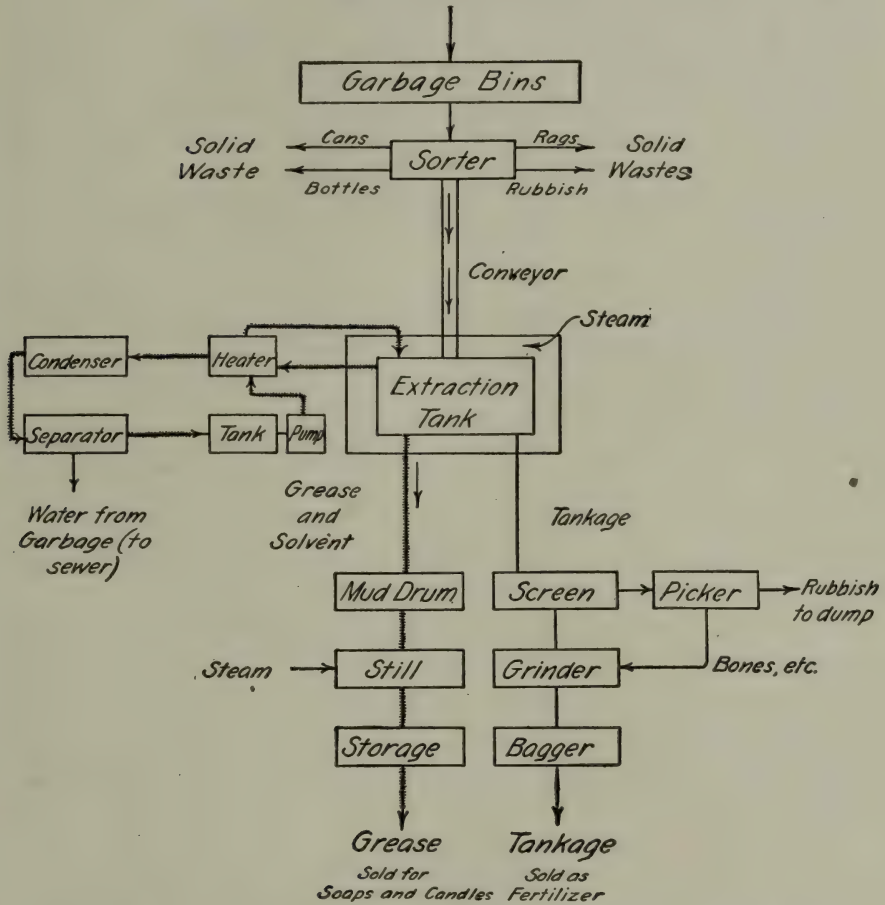 Garbage Bins
Solid
Waste
Cans
Bottles
Sorter
Rags
Rubbish
Solid
Wastes
Conveyor
Steam
Condenser
Heater
Extraction
Tank
Separator
Tank
Pump
Water from
Garbage (to
sewer)
Grease
and
Solvent
Tankage
Mud Drum
Screen
Picker
Rubbish
to dump
Steam
Still
Grinder
Bones, etc.
Storage
Bagger
Grease
Sold for
Soaps and Candles
Tankage
Sold as
Fertilizer